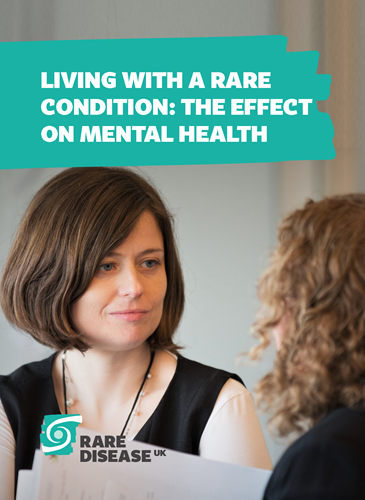 LIVING WITH A RARE
CONDITION: THE EFFECT
ON MENTAL HEALTH
RARE
DISEASE UK